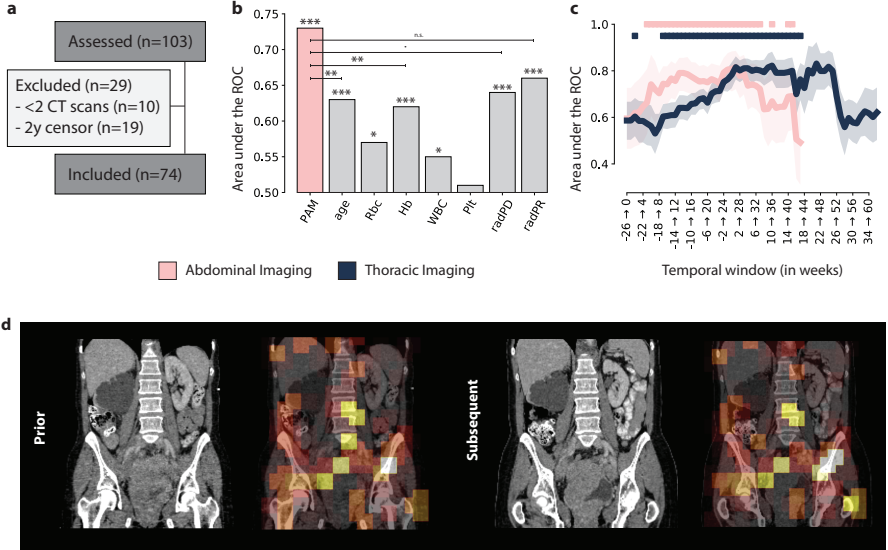 a
Assessed (n=103)
Excluded (n=29)
- <2 CT scans (n=10)
- 2y censor (n=19)
Included (n=74)
b
Area under the ROC
0.75
0.70
0.65
0.60
0.55
0.50
***
n.s.
*
**
**
***
*
***
*
***
***
PAM
age
Rbc
Hb
WBC
Plt
radPD
radPR
c
Area under the ROC
1.0
0.8
0.6
0.4
-26 → 0
-22 → 4
-18 → 8
-14 → 12
-10 → 16
-6 → 20
-2 → 24
2 → 28
6 → 32
10 → 36
14 → 40
18 → 44
22 → 48
26 → 52
30 → 56
34 → 60
Temporal window (in weeks)
Abdominal Imaging
Thoracic Imaging
d
Prior
Subsequent